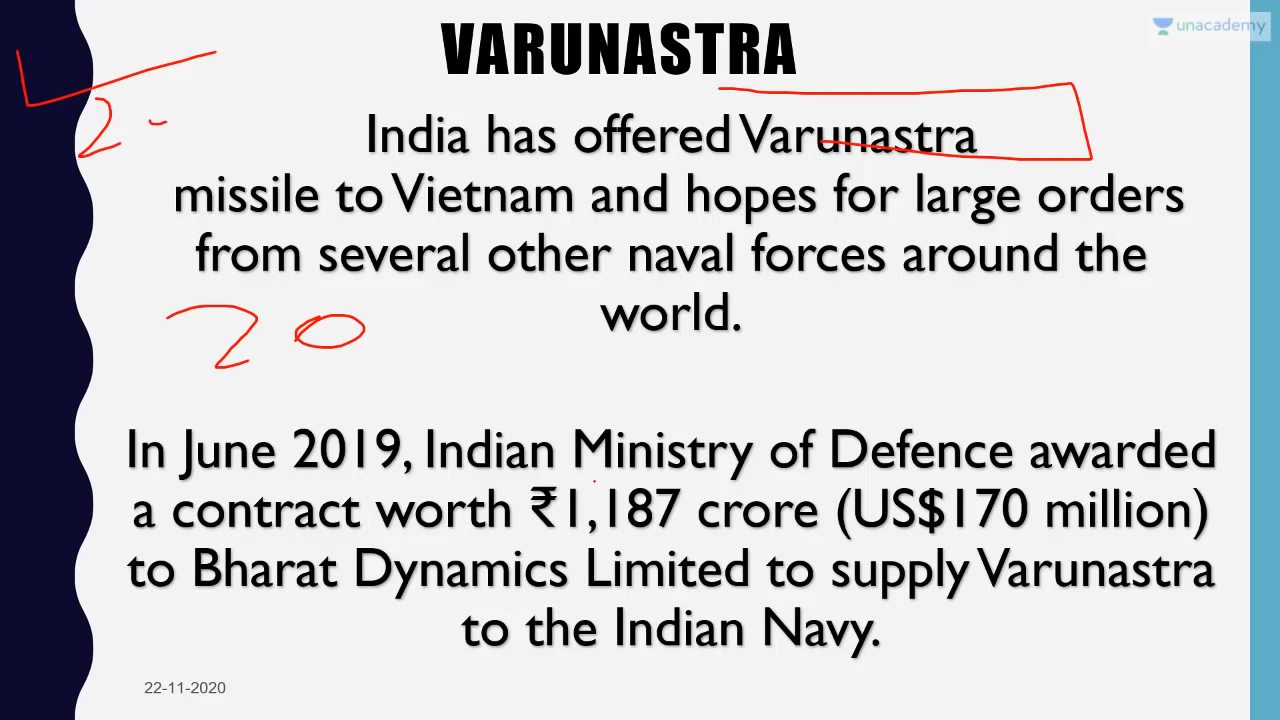 VARUNASTRA
unacademy
2-
India has offered Varunastra
missile to Vietnam and hopes for large orders
from several other naval forces around the
world.
20
In June 2019, Indian Ministry of Defence awarded
a contract worth ₹1,187 crore (US$170 million)
to Bharat Dynamics Limited to supply Varunastra
to the Indian Navy.
22-11-2020